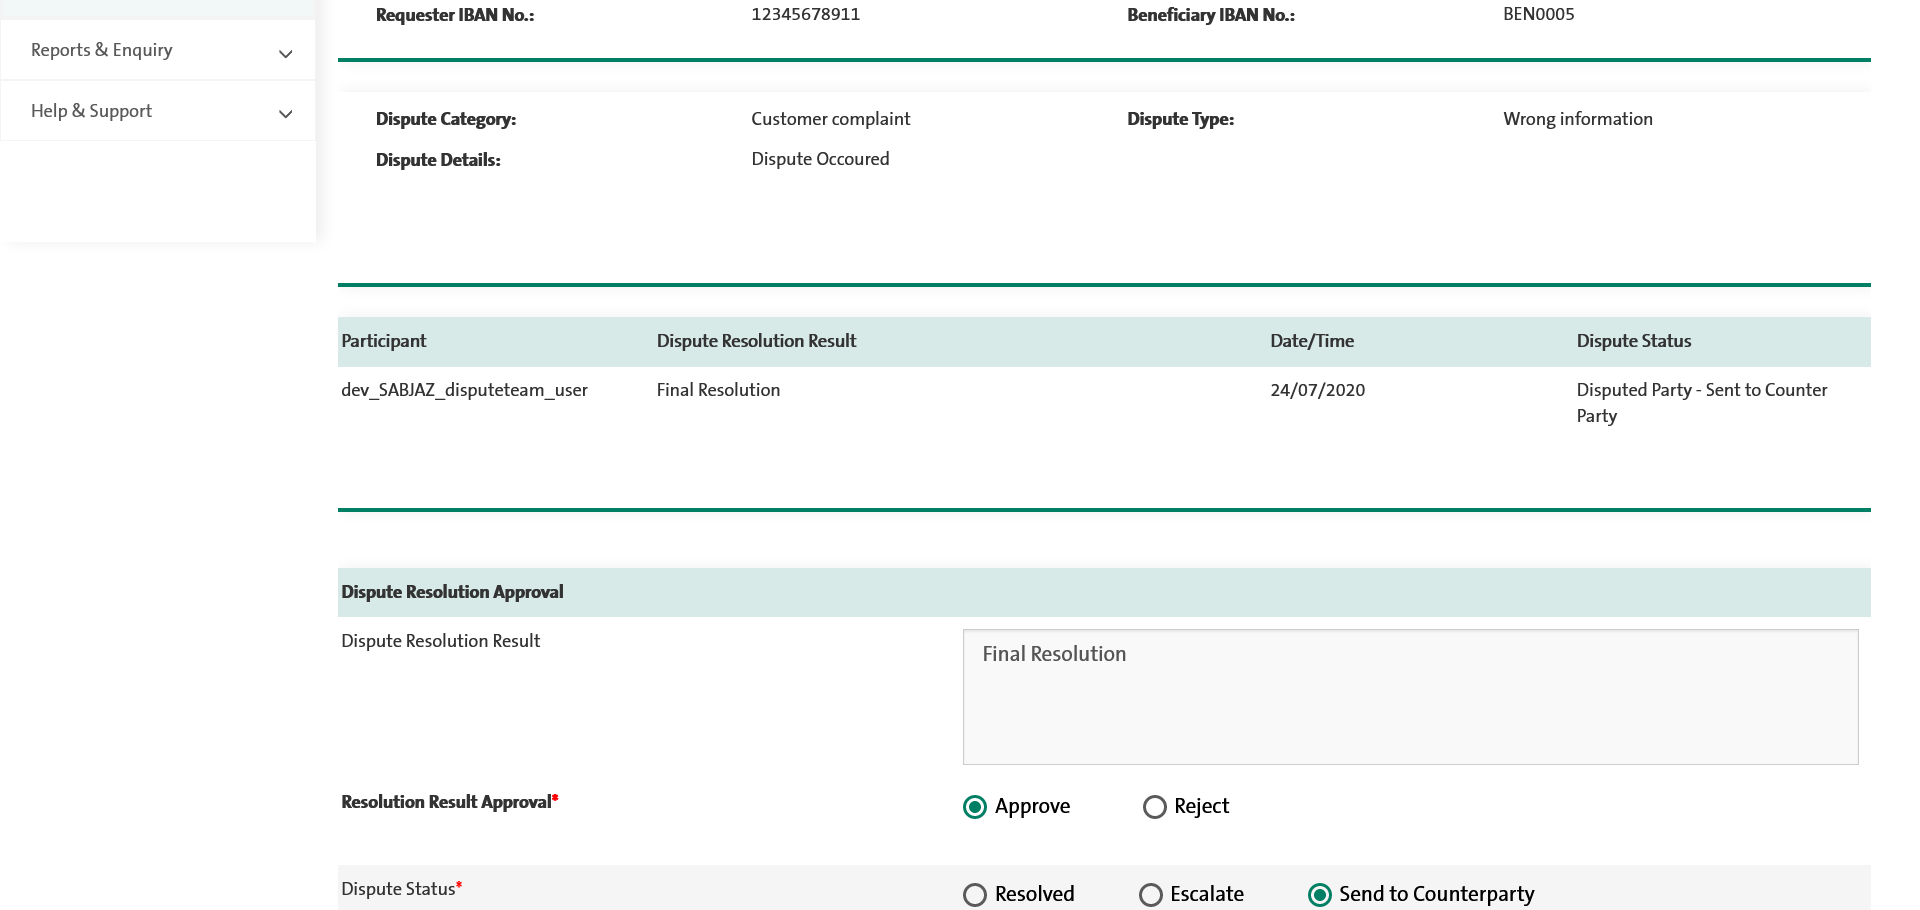 Requester IBAN No.: 12345678911 Beneficiary IBAN No.: BEN0005
Reports & Enquiry
Help & Support
Dispute Category: Customer complaint Dispute Type: Wrong information
Dispute Details: Dispute Occoured
Participant Dispute Resolution Result Date/Time Dispute Status
dev_SABJAZ_disputeteam_user Final Resolution 24/07/2020 Disputed Party - Sent to Counter
Party
Dispute Resolution Approval
Dispute Resolution Result
Final Resolution
Resolution Result Approval* Approve Reject
Dispute Status* Resolved Escalate Send to Counterparty